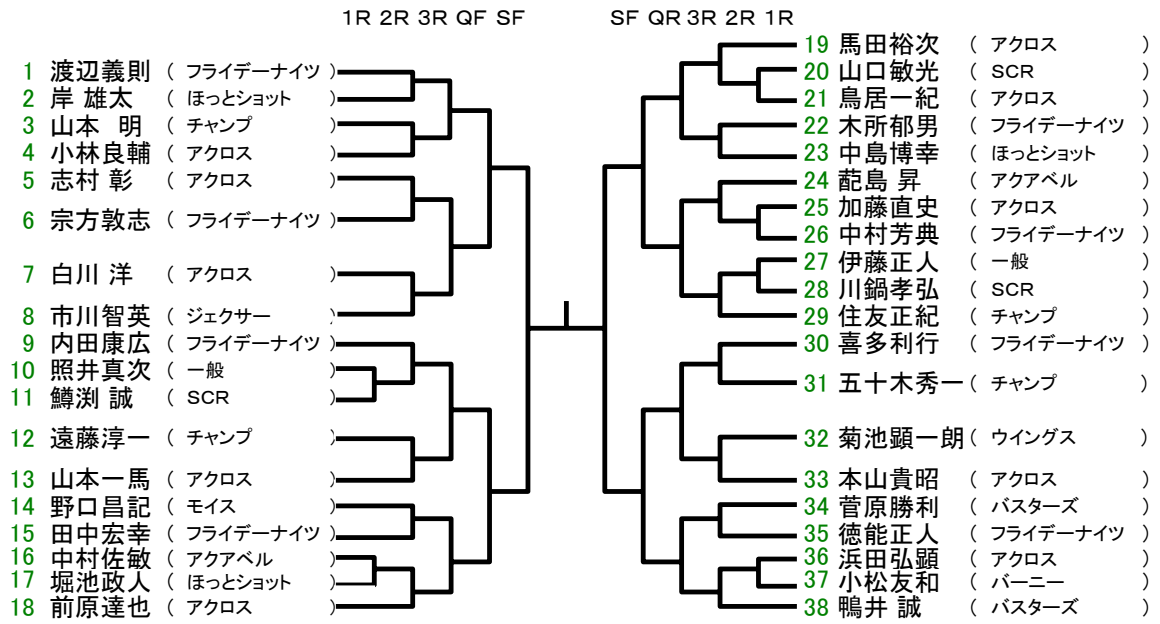 1R 2R 3R QF SF
1 渡辺義則 ( フライデーナイツ )
2 岸 雄太 ( ほっとショット )
3 山本 明 ( チャンプ )
4 小林良輔 ( アクロス )
5 志村 彰 ( アクロス )
6 宗方敦志 ( フライデーナイツ )
7 白川 洋 ( アクロス )
8 市川智英 ( ジェクサー )
9 内田康広 ( フライデーナイツ )
10 照井真次 ( 一般 )
11 鱒渕 誠 ( SCR )
12 遠藤淳一 ( チャンプ )
13 山本一馬 ( アクロス )
14 野口昌記 ( モイス )
15 田中宏幸 ( フライデーナイツ )
16 中村佐敏 ( アクアベル )
17 堀池政人 ( ほっとショット )
18 前原達也 ( アクロス )
SF QR 3R 2R 1R
19 馬田裕次 ( アクロス )
20 山口敏光 ( SCR )
21 鳥居一紀 ( アクロス )
22 木所郁男 ( フライデーナイツ )
23 中島博幸 ( ほっとショット )
24 蓜島 昇 ( アクアベル )
25 加藤直史 ( アクロス )
26 中村芳典 ( フライデーナイツ )
27 伊藤正人 ( 一般 )
28 川鍋孝弘 ( SCR )
29 住友正紀 ( チャンプ )
30 喜多利行 ( フライデーナイツ )
31 五十木秀一 ( チャンプ )
32 菊池顕一朗 ( ウイングス )
33 本山貴昭 ( アクロス )
34 菅原勝利 ( バスターズ )
35 徳能正人 ( フライデーナイツ )
36 浜田弘顕 ( アクロス )
37 小松友和 ( バーニー )
38 鴨井 誠 ( バスターズ )